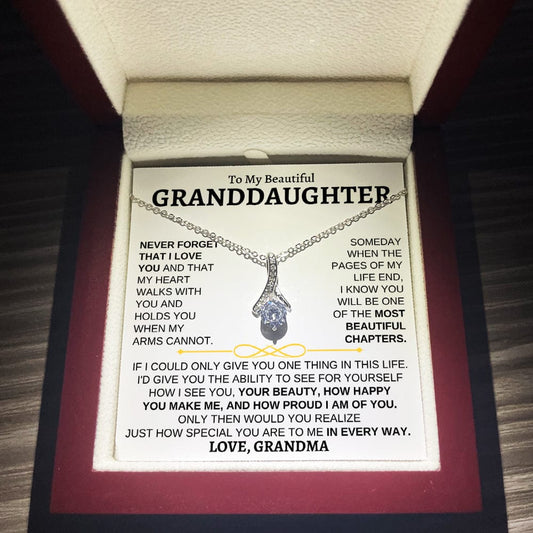 To My Beautiful
GRANDDAUGHTER
NEVER FORGET
THAT I LOVE
YOU AND THAT
MY HEART
WALKS WITH
YOU AND
HOLDS YOU
WHEN MY
ARMS CANNOT.
SOMEDAY
WHEN THE
PAGES OF MY
LIFE END,
I KNOW YOU
WILL BE ONE
OF THE MOST
BEAUTIFUL
CHAPTERS.
IF I COULD ONLY GIVE YOU ONE THING IN THIS LIFE.
I'D GIVE YOU THE ABILITY TO SEE FOR YOURSELF
HOW I SEE YOU, YOUR BEAUTY, HOW HAPPY
YOU MAKE ME, AND HOW PROUD I AM OF YOU.
ONLY THEN WOULD YOU REALIZE
JUST HOW SPECIAL YOU ARE TO ME IN EVERY WAY.
LOVE, GRANDMA